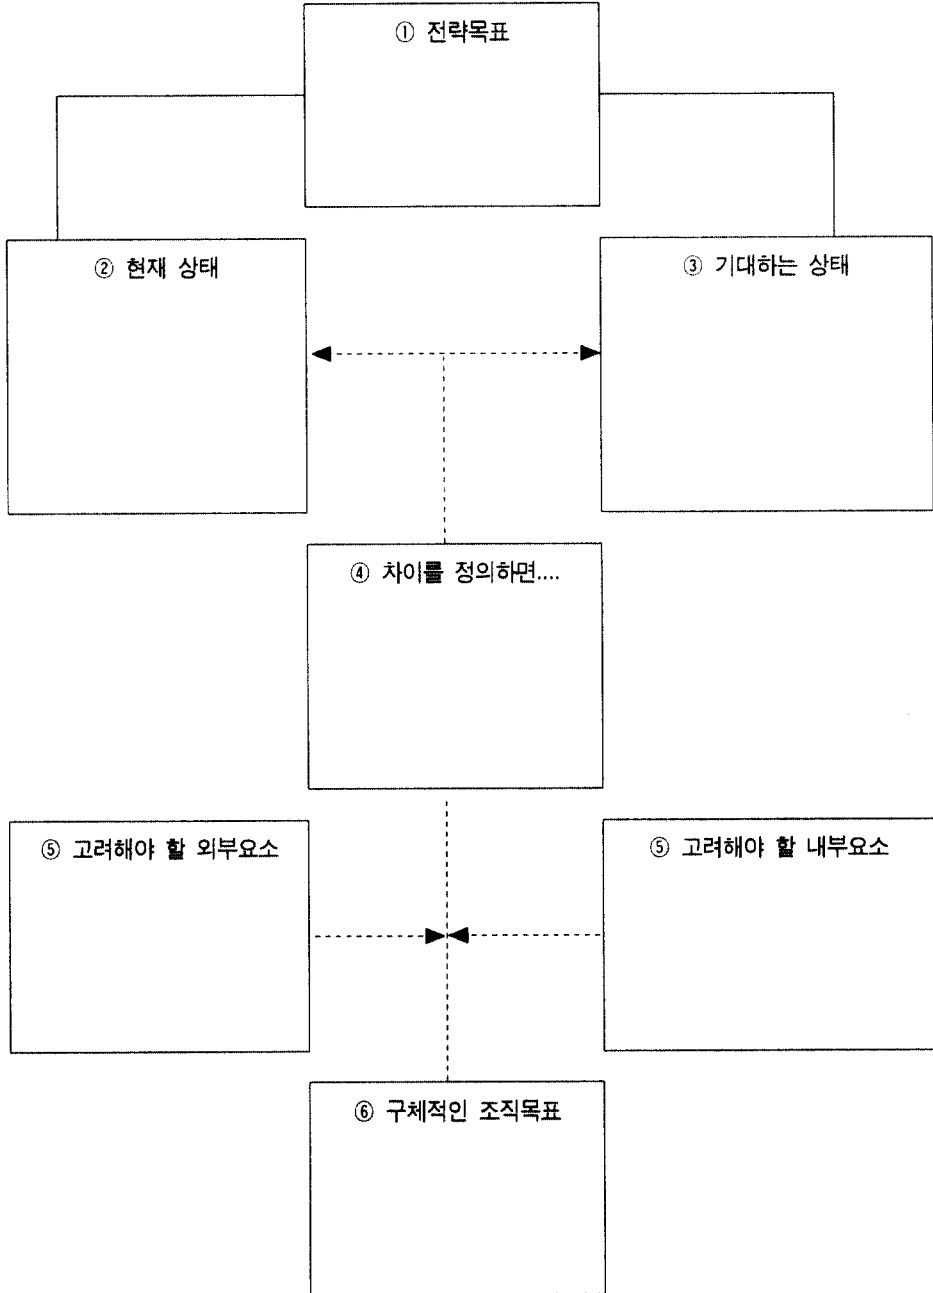 ① 전략목표
② 현재 상태
③ 기대하는 상태
④ 차이를 정의하면....
⑤ 고려해야 할 외부요소
⑤ 고려해야 할 내부요소
⑥ 구체적인 조직목표